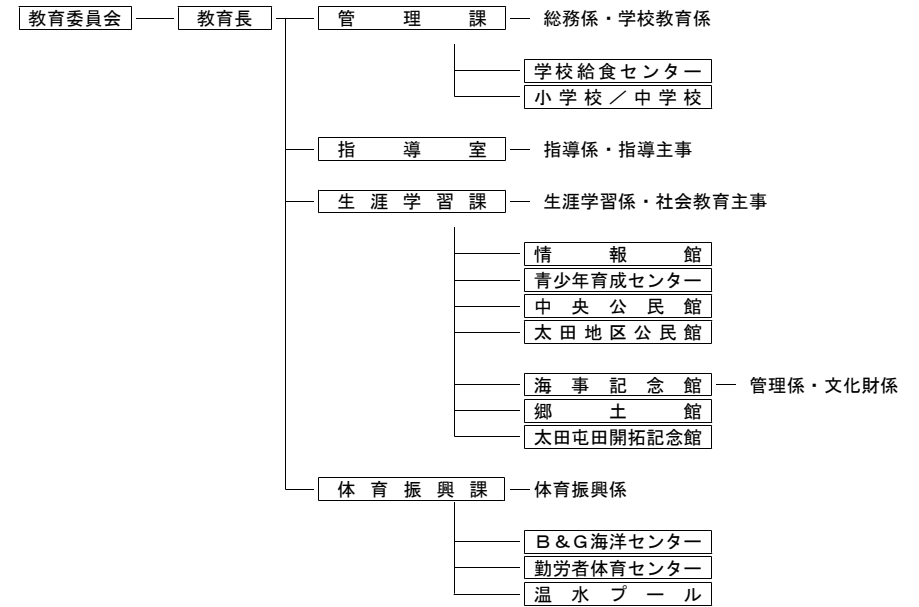 教育委員会 教育長 管理課 総務係・学校教育係
学校給食センター
小学校／中学校
指導室 指導係・指導主事
生涯学習課 生涯学習係・社会教育主事
情報館
青少年育成センター
中央公民館
太田地区公民館
海事記念館 管理係・文化財係
郷土館
太田屯田開拓記念館
体育振興課 体育振興係
Ｂ＆Ｇ海洋センター
勤労者体育センター
温水プール